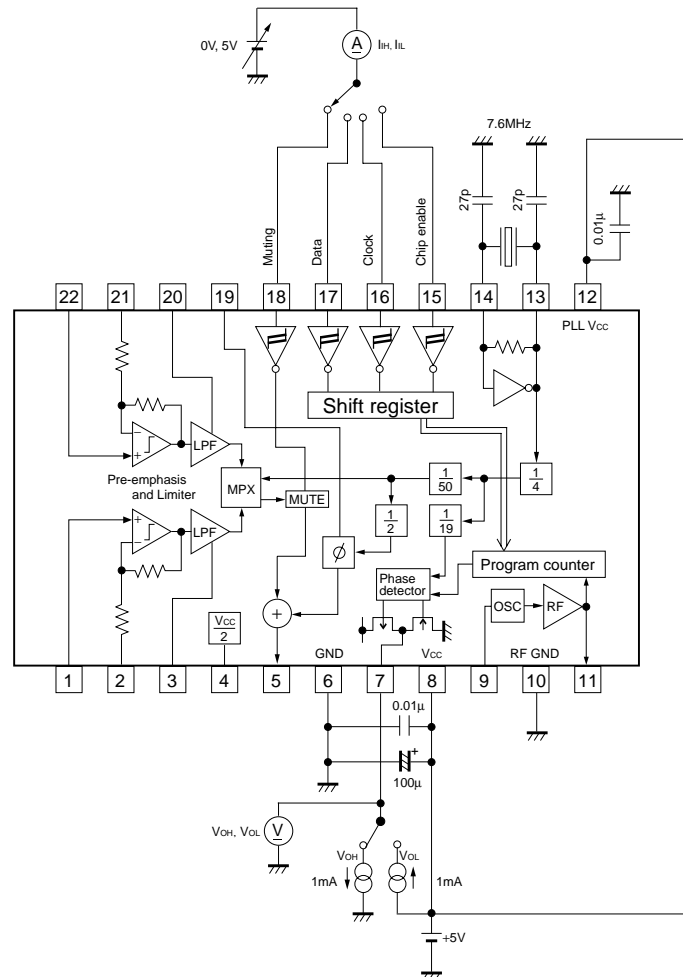 0V, 5V
A
IIH, IIL
7.6MHz
27p
27p
0.01μ
Muting
Data
Clock
Chip enable
22
21
20
19
18
17
16
15
14
13
12
PLL VCC
Shift register
−
+
LPF
Pre-emphasis
and Limiter
MPX
MUTE
1/50
1/4
1/2
1/19
+
−
LPF
ϕ
Phase
detector
Program counter
OSC
RF
VCC/2
+
GND
VCC
RF GND
1
2
3
4
5
6
7
8
9
10
11
0.01μ
+
100μ
VOH, VOL
V
VOH
VOL
1mA
1mA
+5V